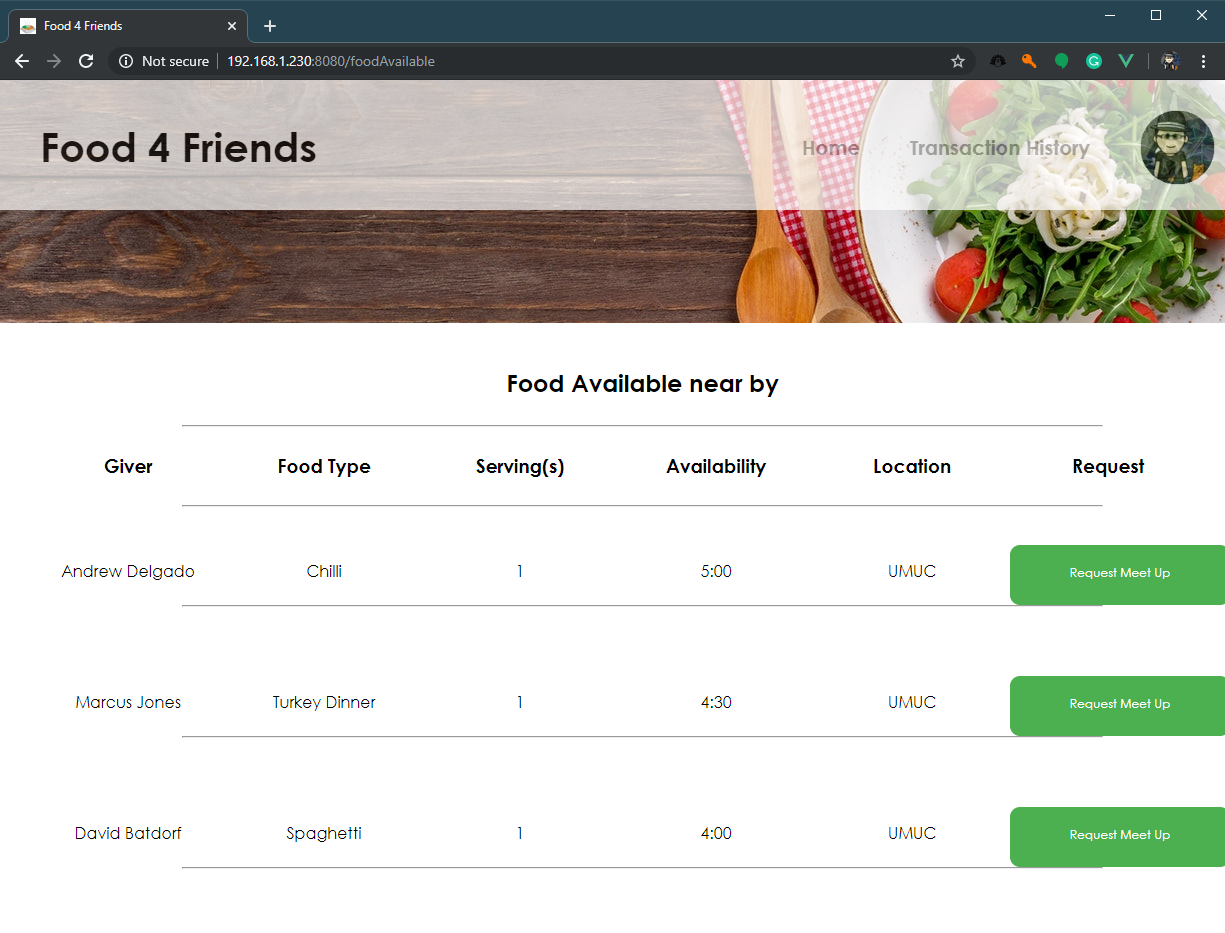 Food 4 Friends
Not secure 192.168.1.230:8080/foodAvailable
Food 4 Friends Home Transaction History
Food Available near by
Giver Food Type Serving(s) Availability Location Request
Andrew Delgado Chilli 1 5:00 UMUC Request Meet Up
Marcus Jones Turkey Dinner 1 4:30 UMUC Request Meet Up
David Batdorf Spaghetti 1 4:00 UMUC Request Meet Up